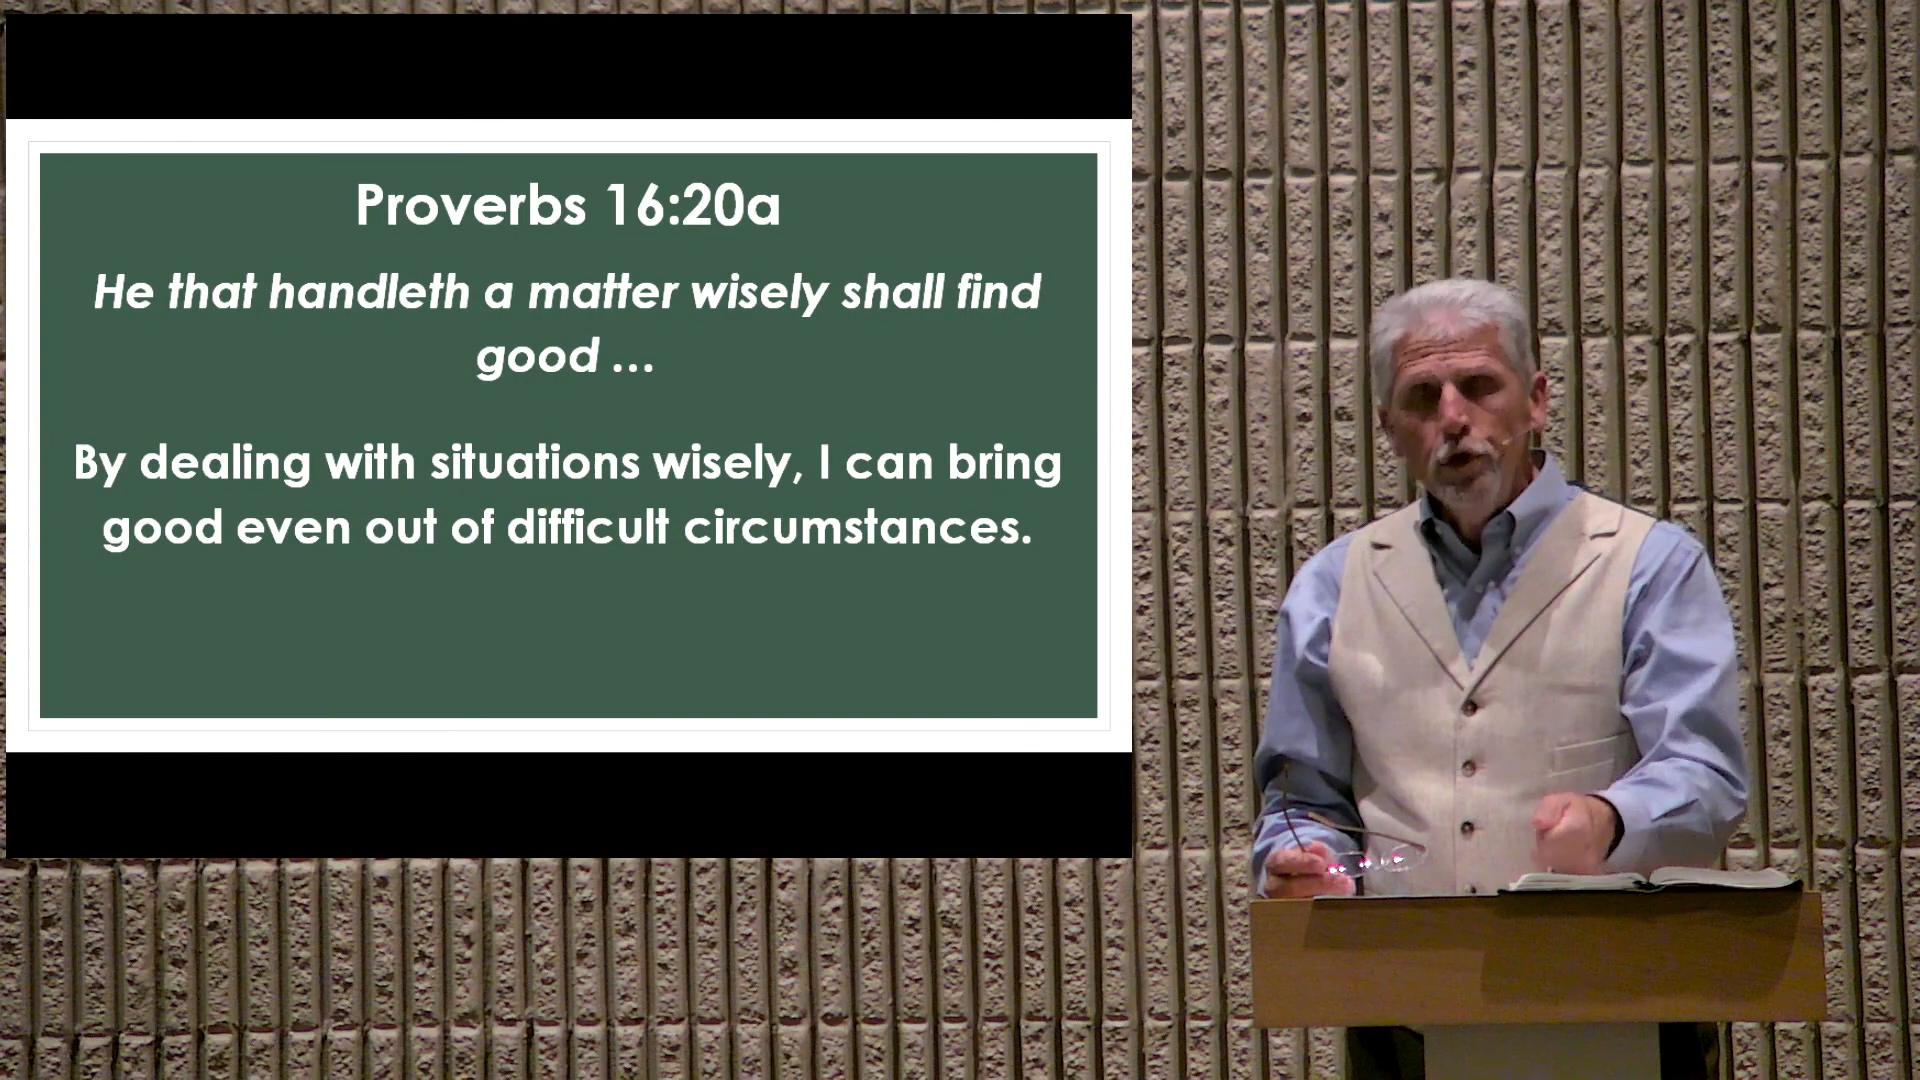 Proverbs 16:20a
He that handleth a matter wisely shall find
good ...
By dealing with situations wisely, I can bring
good even out of difficult circumstances.